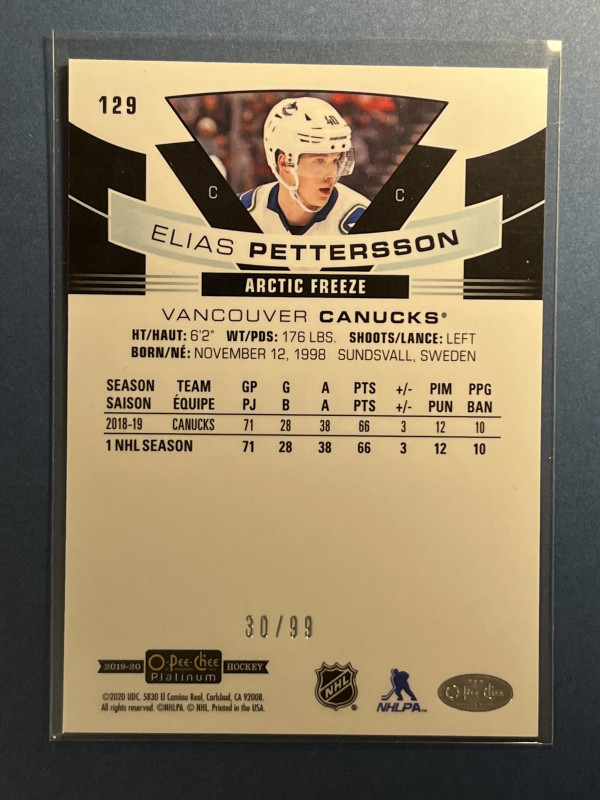 129
40
C
C
ELIAS PETTERSSON
ARCTIC FREEZE
VANCOUVER CANUCKS®
HT/HAUT: 6'2" WT/PDS: 176 LBS. SHOOTS/LANCE: LEFT
BORN/NÉ: NOVEMBER 12, 1998 SUNDSVALL, SWEDEN
SEASON TEAM GP G A PTS +/- PIM PPG
SAISON ÉQUIPE PJ B A PTS +/- PUN BAN
2018-19 CANUCKS 71 28 38 66 3 12 10
1 NHL SEASON 71 28 38 66 3 12 10
30/99
2019-20 O-Pee-Chee HOCKEY
Platinum
©2020 UDC. 5830 El Camino Real, Carlsbad, CA 92008.
All rights reserved. ©NHLPA. © NHL. Printed in the USA.
NHL
NHLPA
O-Pee-Chee